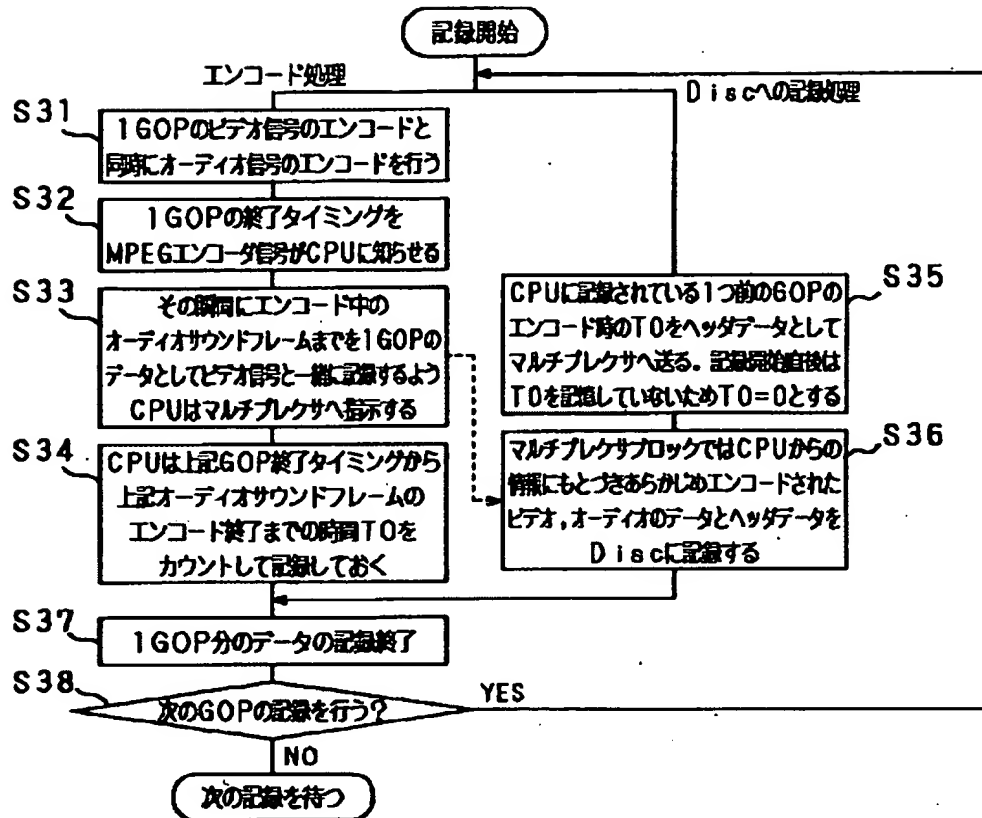 記録開始
エンコード処理
Discへの記録処理
S31
1GOPのビデオ信号のエンコードと
同時にオーディオ信号のエンコードを行う
S32
1GOPの終了タイミングを
MPEGエンコーダ信号がCPUに知らせる
S33
その瞬間にエンコード中の
オーディオサウンドフレームまでを1GOPの
データとしてビデオ信号と一緒に記録するよう
CPUはマルチプレクサへ指示する
S34
CPUは上記GOP終了タイミングから
上記オーディオサウンドフレームの
エンコード終了までの時間T0を
カウントして記録しておく
S35
CPUに記録されている1つ前のGOPの
エンコード時のT0をヘッダデータとして
マルチプレクサへ送る。記録開始直後は
T0を記憶していないためT0=0とする
S36
マルチプレクサブロックではCPUからの
情報にもとづきあらかじめエンコードされた
ビデオ,オーディオのデータとヘッダデータを
Discに記録する
S37
1GOP分のデータの記録終了
S38
次のGOPの記録を行う?
YES
NO
次の記録を待つ